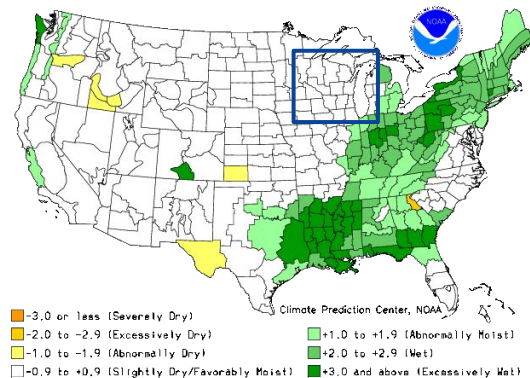 NOAA
Climate Prediction Center, NOAA
-3.0 or less (Severely Dry)
-2.0 to -2.9 (Excessively Dry)
-1.0 to -1.9 (Abnormally Dry)
-0.9 to +0.9 (Slightly Dry/Favorably Moist)
+1.0 to +1.9 (Abnormally Moist)
+2.0 to +2.9 (Wet)
+3.0 and above (Excessively Wet)